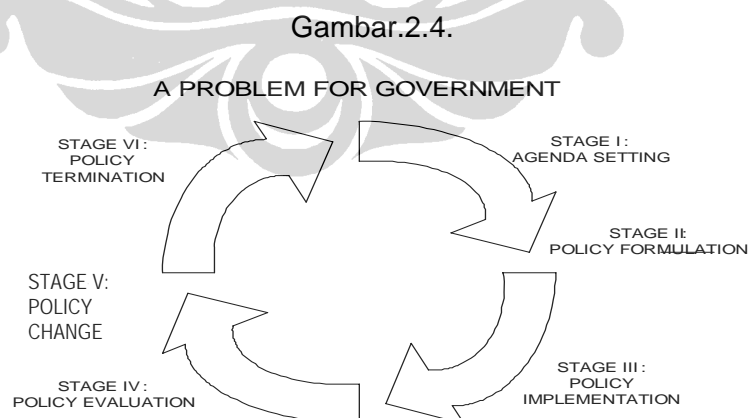 Gambar.2.4.
A PROBLEM FOR GOVERNMENT
STAGE I :
AGENDA SETTING
STAGE II:
POLICY FORMULATION
STAGE III :
POLICY
IMPLEMENTATION
STAGE IV :
POLICY EVALUATION
STAGE V:
POLICY
CHANGE
STAGE VI :
POLICY
TERMINATION